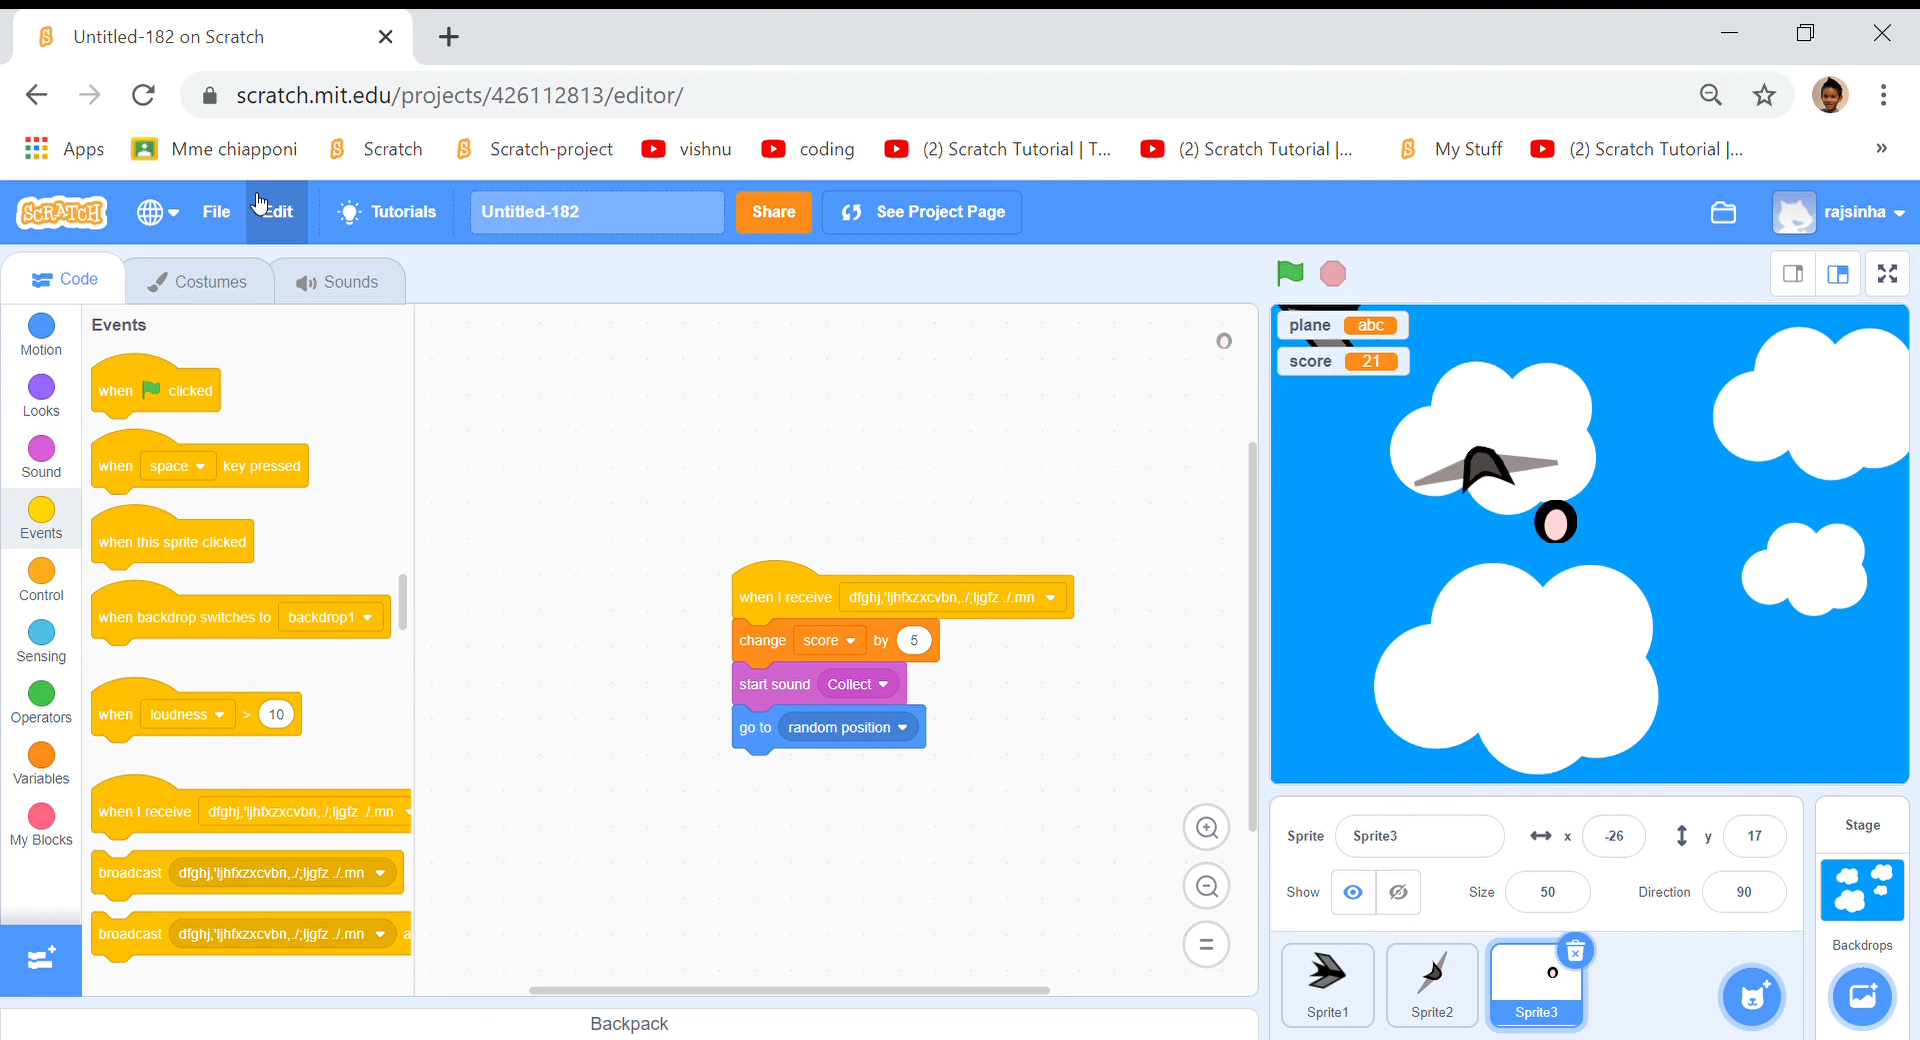 Untitled-182 on Scratch
scratch.mit.edu/projects/426112813/editor/
Apps Mme chiapponi Scratch Scratch-project vishnu coding (2) Scratch Tutorial | T... (2) Scratch Tutorial |... My Stuff (2) Scratch Tutorial |... »
SCRATCH File Edit Tutorials Untitled-182 Share See Project Page rajsinha
Code Costumes Sounds
Motion
Looks
Sound
Events
Control
Sensing
Operators
Variables
My Blocks
Events
when clicked
when space key pressed
when this sprite clicked
when backdrop switches to backdrop1
when loudness > 10
when I receive dfghj,'ljhfxzxcvbn,./;ljgfz ./.mn
broadcast dfghj,'ljhfxzxcvbn,./;ljgfz ./.mn
broadcast dfghj,'ljhfxzxcvbn,./;ljgfz ./.mn a
when I receive dfghj,'ljhfxzxcvbn,./;ljgfz ./.mn
change score by 5
start sound Collect
go to random position
Backpack
plane abc
score 21
Sprite Sprite3 x -26 y 17
Show Size 50 Direction 90
Sprite1 Sprite2 Sprite3
Stage
Backdrops